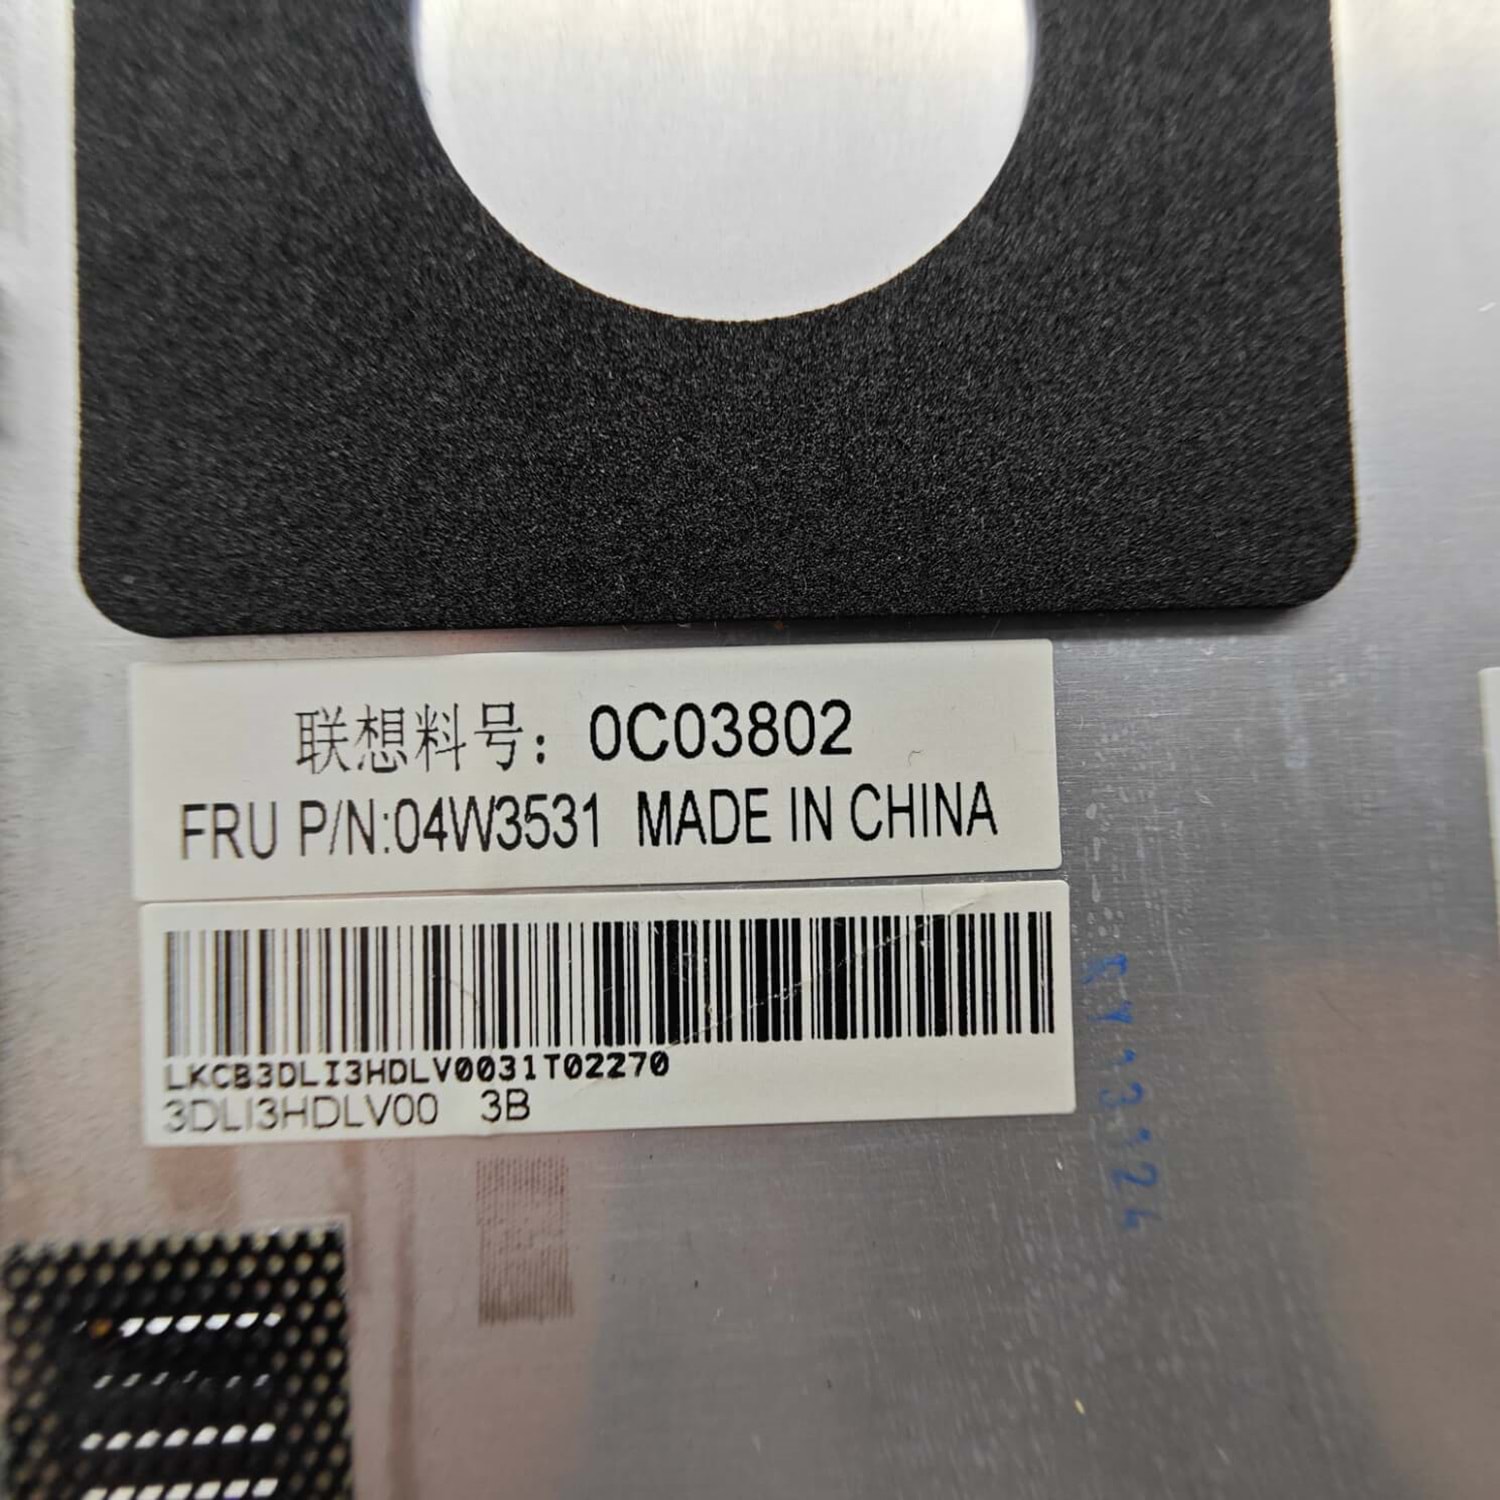 联想料号：0C03802
FRU P/N:04W3531 MADE IN CHINA
LKCB3DLI3HDLV0031T02270
3DLI3HDLV00 3B